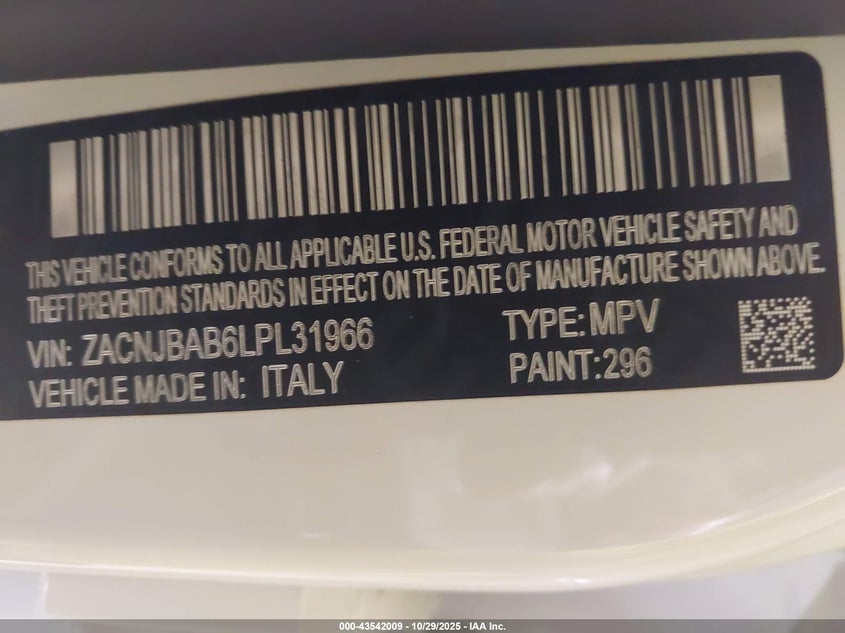 THIS VEHICLE CONFORMS TO ALL APPLICABLE U.S. FEDERAL MOTOR VEHICLE SAFETY AND
THEFT PREVENTION STANDARDS IN EFFECT ON THE DATE OF MANUFACTURE SHOWN ABOVE.
VIN: ZACNJBAB6LPL31966 TYPE: MPV
VEHICLE MADE IN: ITALY PAINT: 296
000-43542009 | 10/29/2025 - IAA Inc.